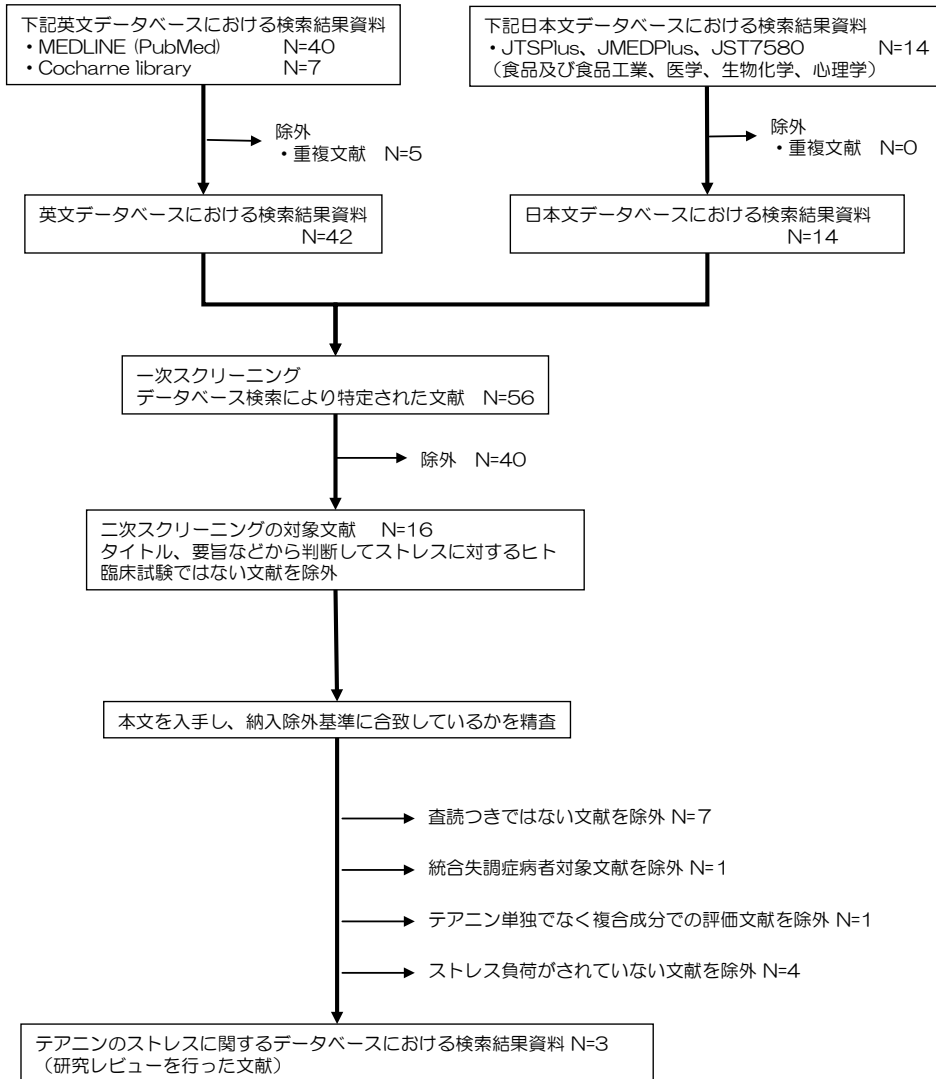 下記英文データベースにおける検索結果資料
・MEDLINE (PubMed) N=40
・Cocharne library N=7
下記日本文データベースにおける検索結果資料
・JTSPlus、JMEDPlus、JST7580 N=14
（食品及び食品工業、医学、生物化学、心理学）
除外
・重複文献 N=5
除外
・重複文献 N=0
英文データベースにおける検索結果資料
N=42
日本文データベースにおける検索結果資料
N=14
一次スクリーニング
データベース検索により特定された文献 N=56
除外 N=40
二次スクリーニングの対象文献 N=16
タイトル、要旨などから判断してストレスに対するヒト
臨床試験ではない文献を除外
本文を入手し、納入除外基準に合致しているかを精査
査読つきではない文献を除外 N=7
統合失調症病者対象文献を除外 N=1
テアニン単独でなく複合成分での評価文献を除外 N=1
ストレス負荷がされていない文献を除外 N=4
テアニンのストレスに関するデータベースにおける検索結果資料 N=3
（研究レビューを行った文献）